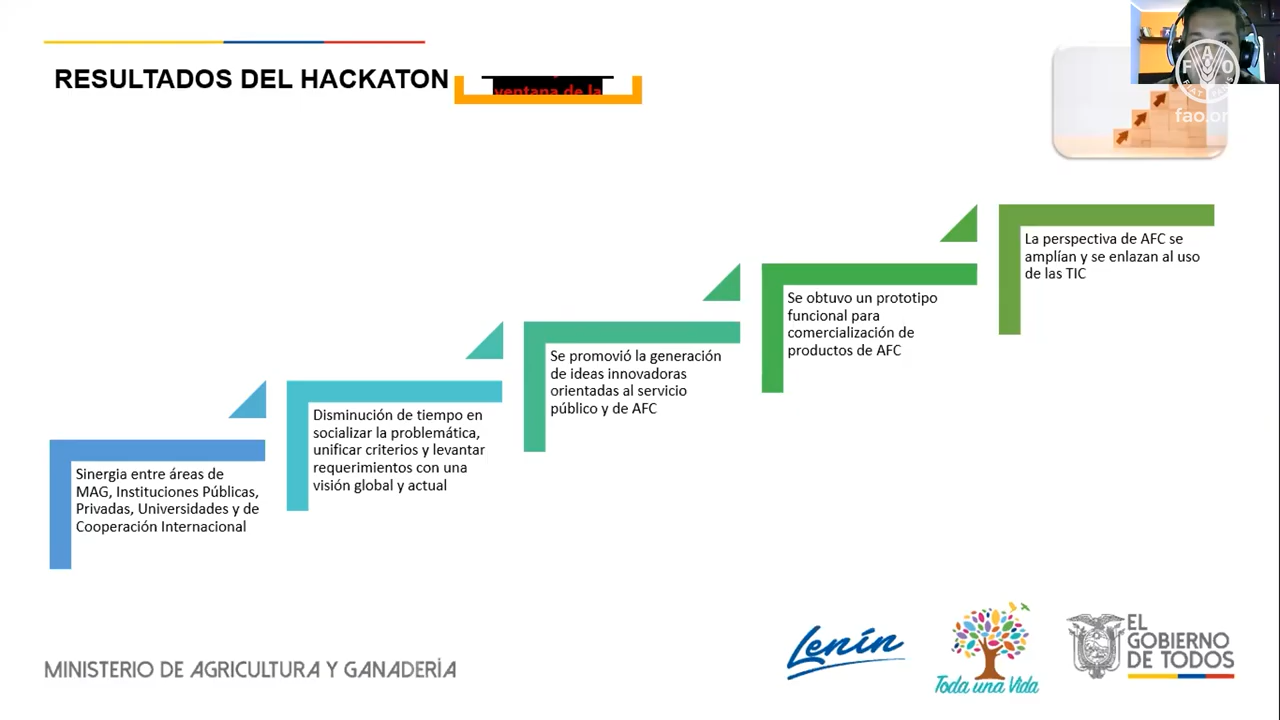 RESULTADOS DEL HACKATON
ventana de la
FAO
FIAT PANIS
fao.or
Sinergia entre áreas de
MAG, Instituciones Públicas,
Privadas, Universidades y de
Cooperación Internacional
Disminución de tiempo en
socializar la problemática,
unificar criterios y levantar
requerimientos con una
visión global y actual
Se promovió la generación
de ideas innovadoras
orientadas al servicio
público y de AFC
Se obtuvo un prototipo
funcional para
comercialización de
productos de AFC
La perspectiva de AFC se
amplían y se enlazan al uso
de las TIC
MINISTERIO DE AGRICULTURA Y GANADERÍA
Lenín
Toda una Vida
EL
GOBIERNO
DE TODOS